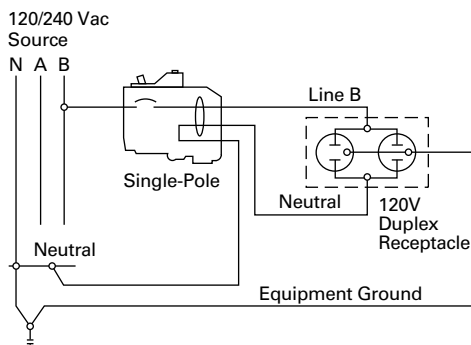 120/240 Vac
Source
N A B
Line B
Single-Pole
Neutral
120V
Duplex
Receptacle
Neutral
Equipment Ground